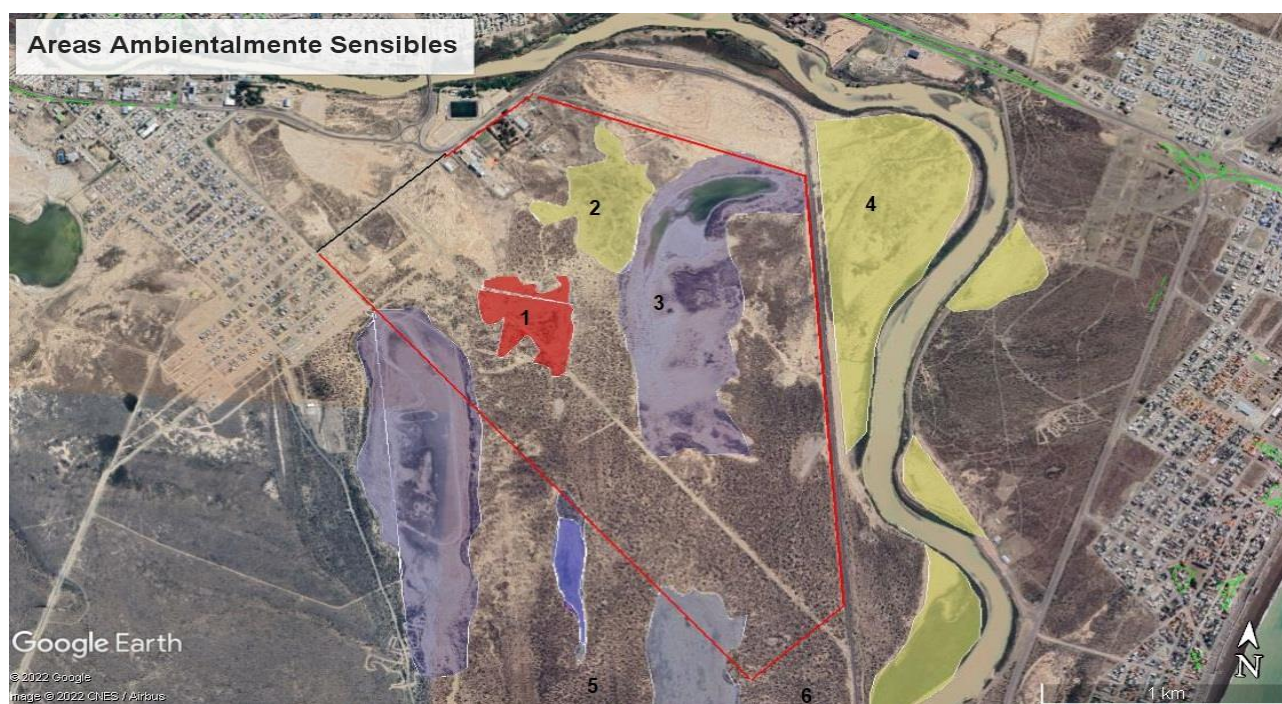 Areas Ambientalmente Sensibles
2
4
3
1
Google Earth
© 2022 Google
Image © 2022 CNES / Airbus
5
6
N
1 km